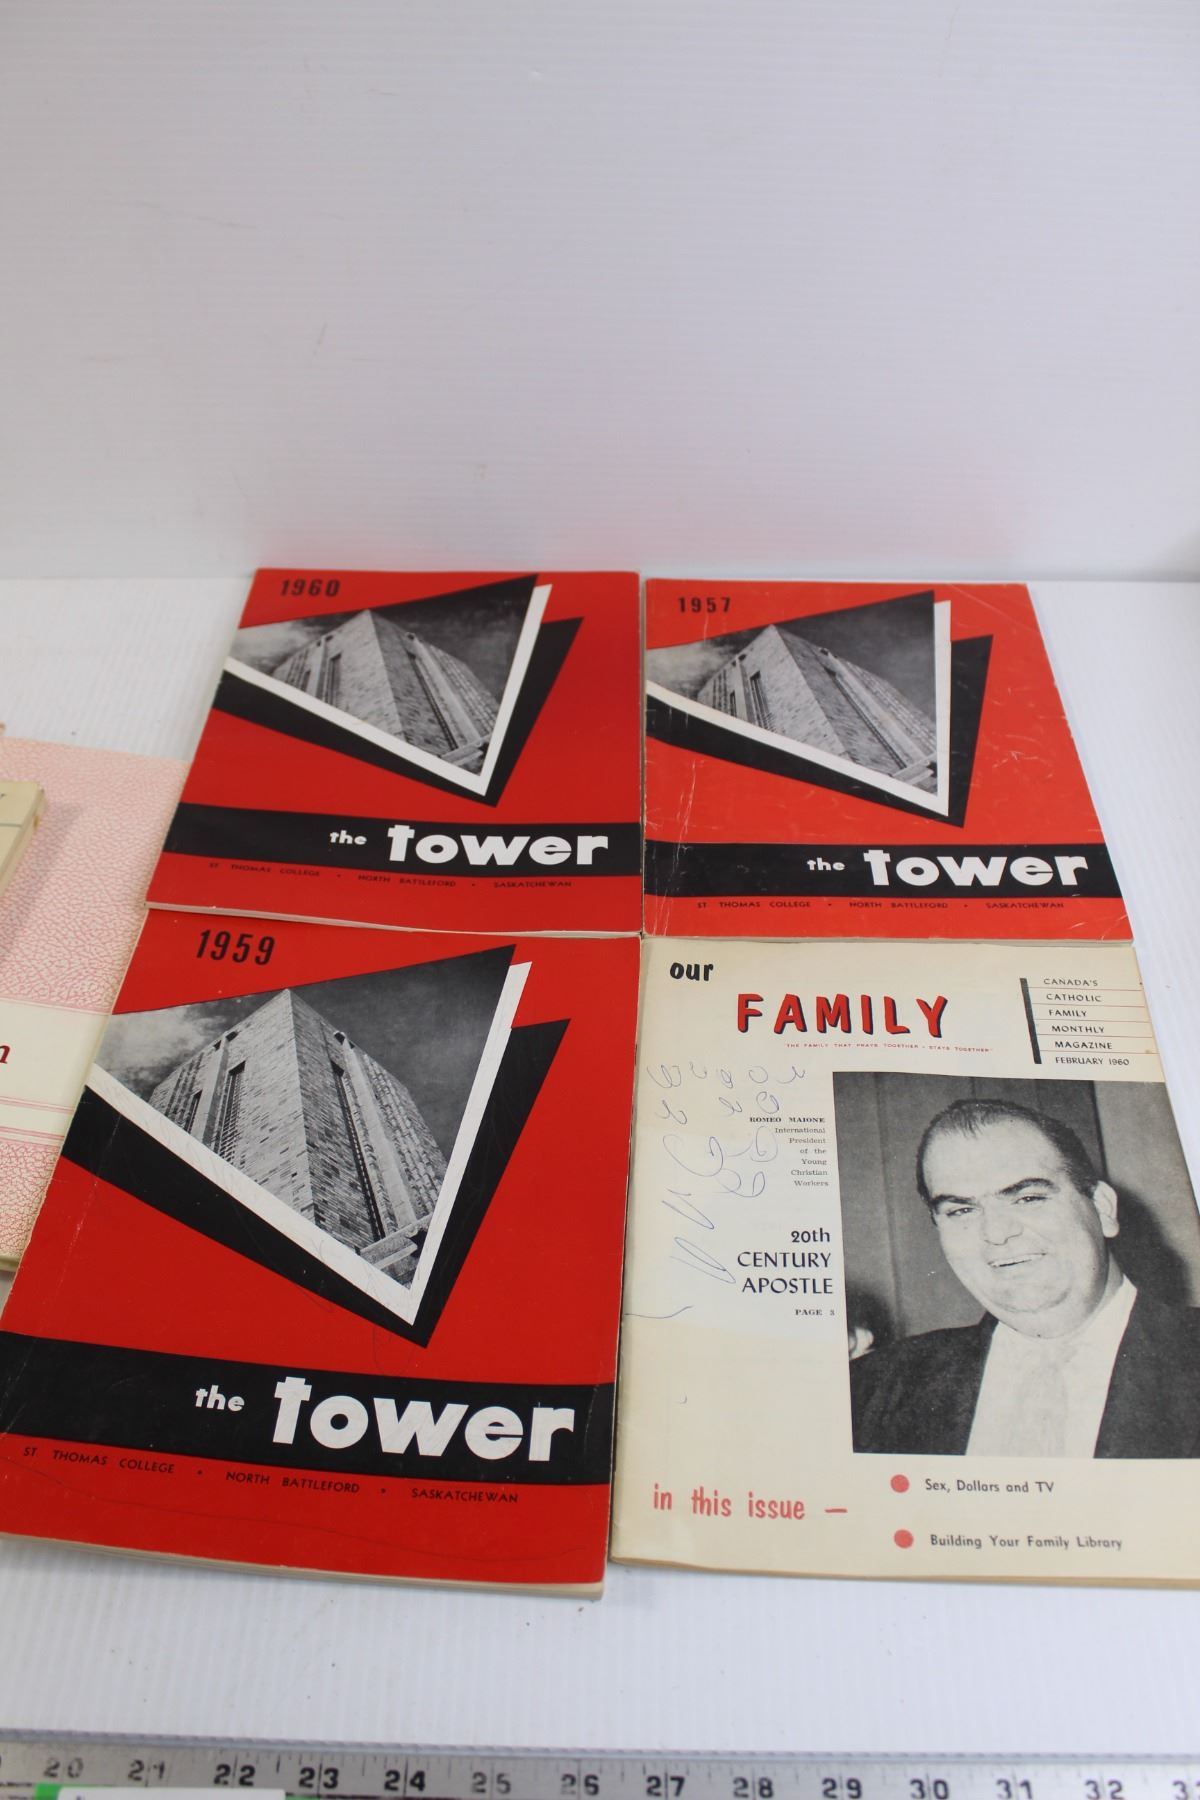 1960
the tower
ST. THOMAS COLLEGE • NORTH BATTLEFORD • SASKATCHEWAN
1957
the tower
ST. THOMAS COLLEGE • NORTH BATTLEFORD • SASKATCHEWAN
1959
the tower
ST. THOMAS COLLEGE • NORTH BATTLEFORD • SASKATCHEWAN
our
FAMILY
"THE FAMILY THAT PRAYS TOGETHER - STAYS TOGETHER"
CANADA'S
CATHOLIC
FAMILY
MONTHLY
MAGAZINE
FEBRUARY 1960
ROMEO MAIONE
International
President
of the
Young
Christian
Workers
20th
CENTURY
APOSTLE
PAGE 3
in this issue —
Sex, Dollars and TV
Building Your Family Library
20 21 22 23 24 25 26 27 28 29 30 31 32